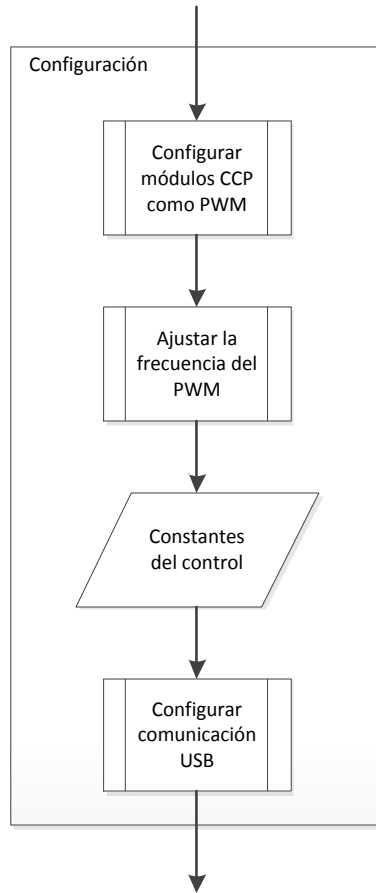 Configuración
Configurar
módulos CCP
como PWM
Ajustar la
frecuencia del
PWM
Constantes
del control
Configurar
comunicación
USB